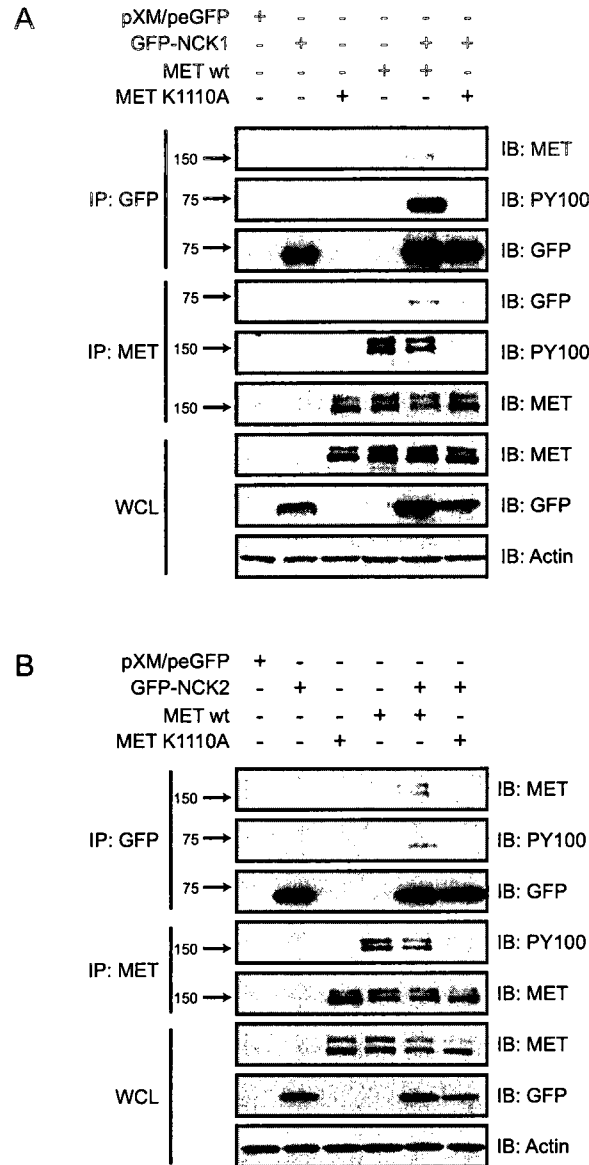 A
pXM/peGFP + - - - - -
GFP-NCK1 - + - - + +
MET wt - - - + + -
MET K1110A - - + - - +
IP: GFP
150 → IB: MET
75 → IB: PY100
75 → IB: GFP
IP: MET
75 → IB: GFP
150 → IB: PY100
150 → IB: MET
WCL
IB: MET
IB: GFP
IB: Actin
B
pXM/peGFP + - - - - -
GFP-NCK2 - + - - + +
MET wt - - - + + -
MET K1110A - - + - - +
IP: GFP
150 → IB: MET
75 → IB: PY100
75 → IB: GFP
IP: MET
150 → IB: PY100
150 → IB: MET
WCL
IB: MET
IB: GFP
IB: Actin